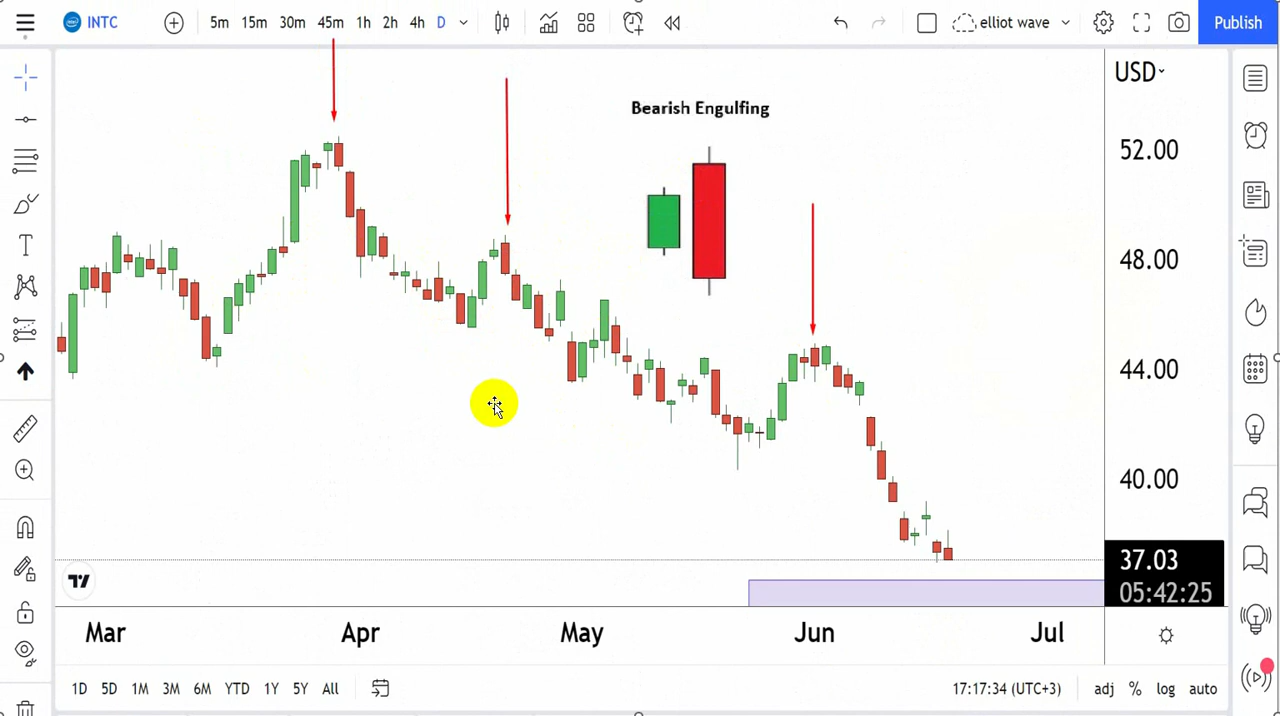 INTC
5m 15m 30m 45m 1h 2h 4h D
elliot wave
Publish
Bearish Engulfing
USD
52.00
48.00
44.00
40.00
37.03
05:42:25
Mar Apr May Jun Jul
1D 5D 1M 3M 6M YTD 1Y 5Y All
17:17:34 (UTC+3) adj % log auto